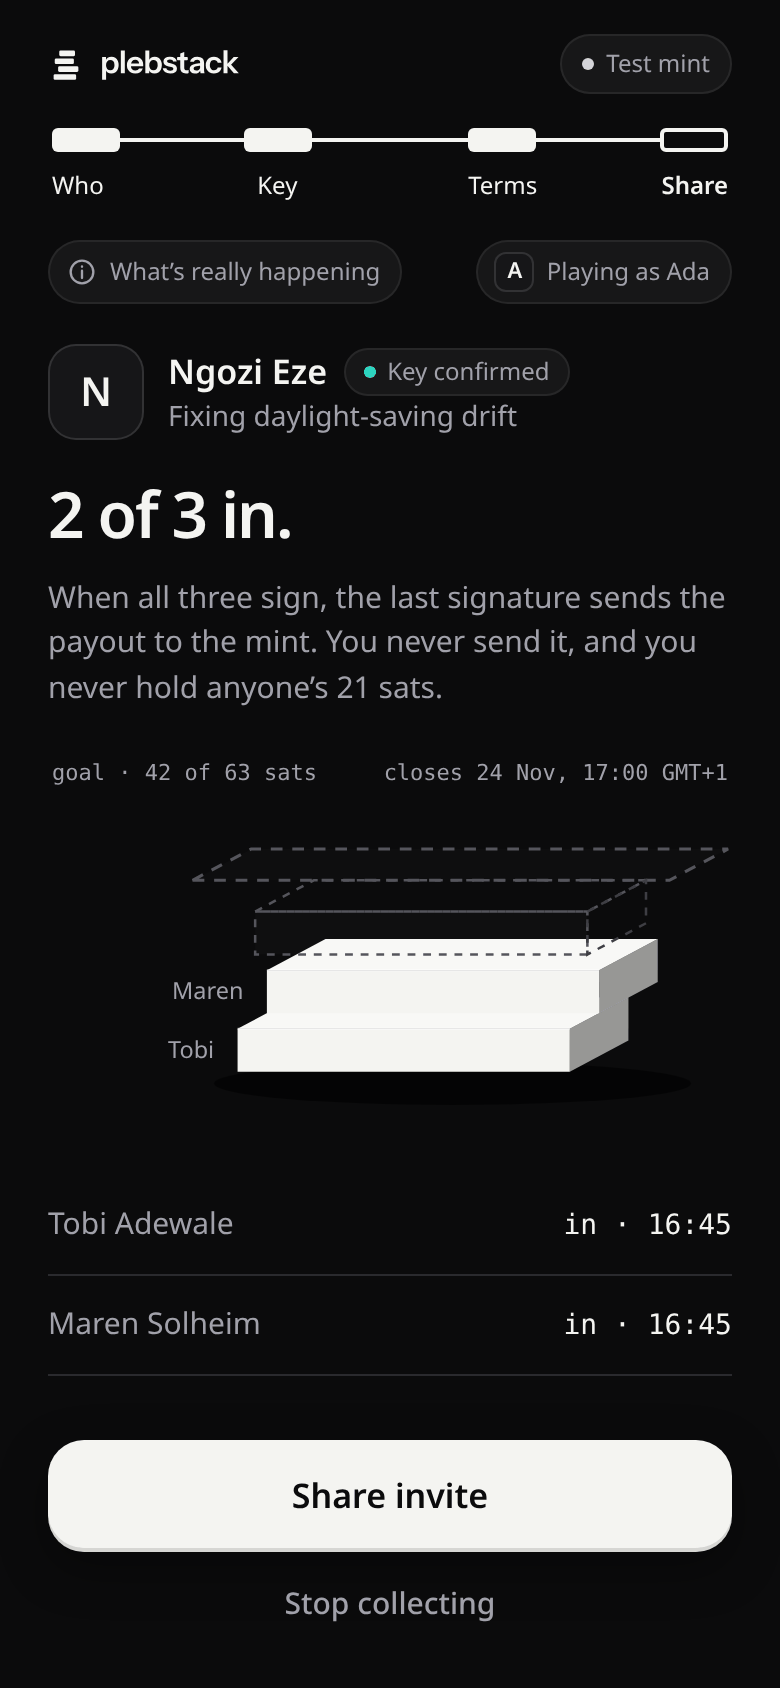 plebstack
Test mint
Who
Key
Terms
Share
What's really happening
A
Playing as Ada
N
Ngozi Eze
Key confirmed
Fixing daylight-saving drift
2 of 3 in.
When all three sign, the last signature sends the
payout to the mint. You never send it, and you
never hold anyone's 21 sats.
goal · 42 of 63 sats
closes 24 Nov, 17:00 GMT+1
Maren
Tobi
Tobi Adewale
in · 16:45
Maren Solheim
in · 16:45
Share invite
Stop collecting